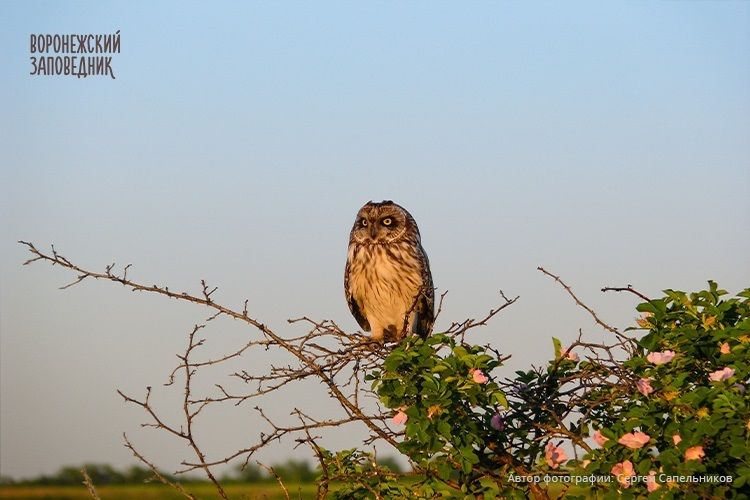 ВОРОНЕЖСКИЙ
ЗАПОВЕДНИК
Автор фотографии: Сергей Сапельников